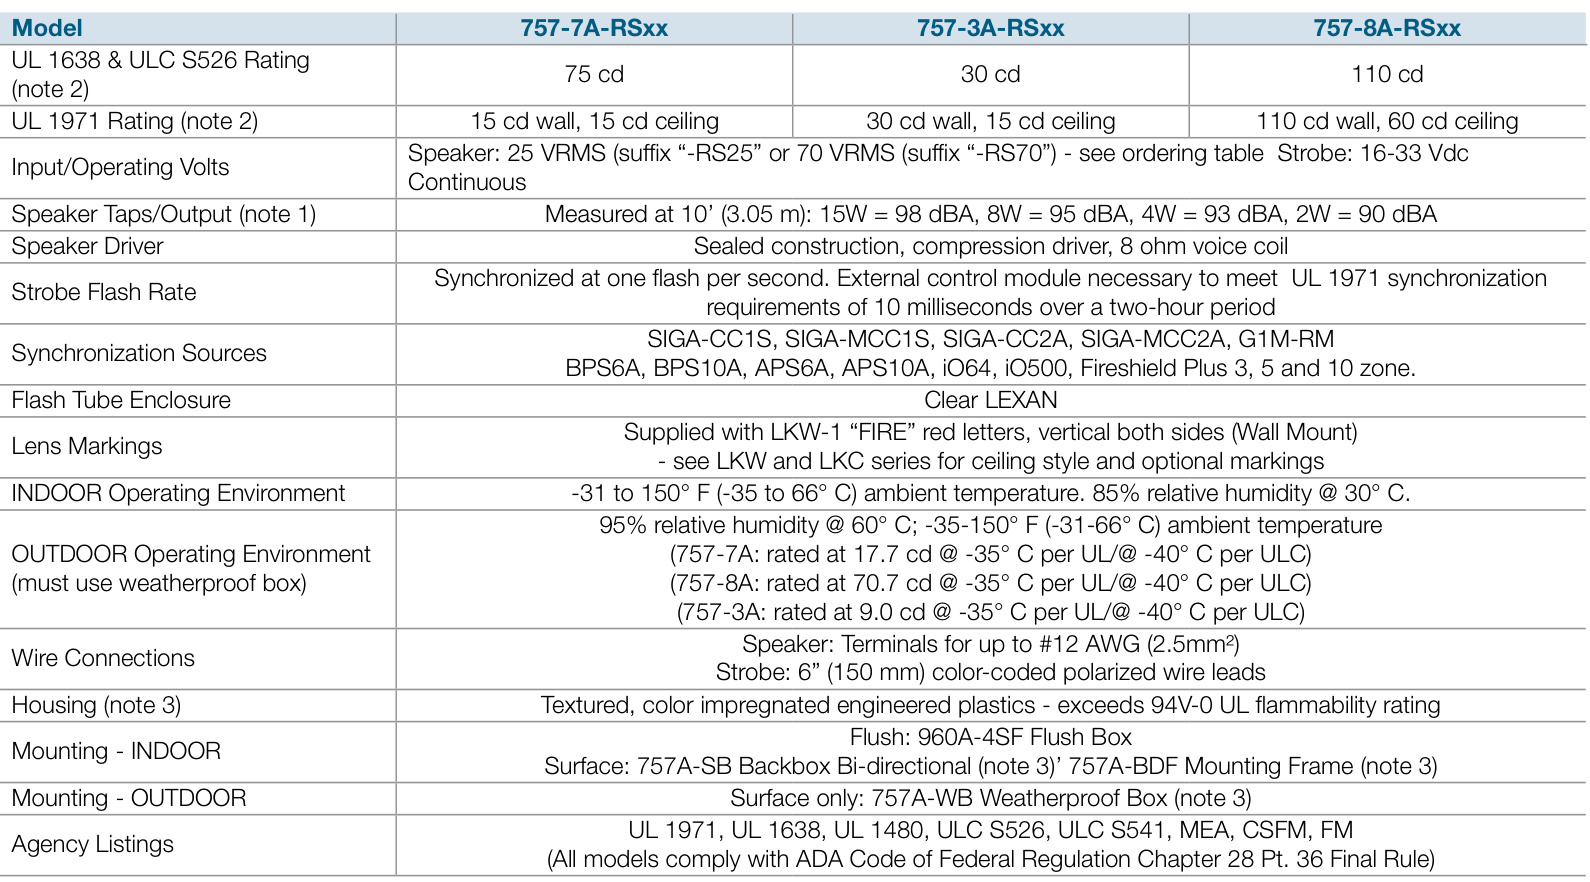 Model 757-7A-RSxx 757-3A-RSxx 757-8A-RSxx
UL 1638 & ULC S526 Rating
(note 2)
75 cd 30 cd 110 cd
UL 1971 Rating (note 2) 15 cd wall, 15 cd ceiling 30 cd wall, 15 cd ceiling 110 cd wall, 60 cd ceiling
Input/Operating Volts
Speaker: 25 VRMS (suffix “-RS25” or 70 VRMS (suffix “-RS70”) - see ordering table Strobe: 16-33 Vdc
Continuous
Speaker Taps/Output (note 1) Measured at 10’ (3.05 m): 15W = 98 dBA, 8W = 95 dBA, 4W = 93 dBA, 2W = 90 dBA
Speaker Driver Sealed construction, compression driver, 8 ohm voice coil
Strobe Flash Rate
Synchronized at one flash per second. External control module necessary to meet UL 1971 synchronization
requirements of 10 milliseconds over a two-hour period
Synchronization Sources
SIGA-CC1S, SIGA-MCC1S, SIGA-CC2A, SIGA-MCC2A, G1M-RM
BPS6A, BPS10A, APS6A, APS10A, iO64, iO500, Fireshield Plus 3, 5 and 10 zone.
Flash Tube Enclosure Clear LEXAN
Lens Markings
Supplied with LKW-1 “FIRE” red letters, vertical both sides (Wall Mount)
- see LKW and LKC series for ceiling style and optional markings
INDOOR Operating Environment -31 to 150° F (-35 to 66° C) ambient temperature. 85% relative humidity @ 30° C.
OUTDOOR Operating Environment
(must use weatherproof box)
95% relative humidity @ 60° C; -35-150° F (-31-66° C) ambient temperature
(757-7A: rated at 17.7 cd @ -35° C per UL/@ -40° C per ULC)
(757-8A: rated at 70.7 cd @ -35° C per UL/@ -40° C per ULC)
(757-3A: rated at 9.0 cd @ -35° C per UL/@ -40° C per ULC)
Wire Connections
Speaker: Terminals for up to #12 AWG (2.5mm²)
Strobe: 6” (150 mm) color-coded polarized wire leads
Housing (note 3) Textured, color impregnated engineered plastics - exceeds 94V-0 UL flammability rating
Mounting - INDOOR
Flush: 960A-4SF Flush Box
Surface: 757A-SB Backbox Bi-directional (note 3)’ 757A-BDF Mounting Frame (note 3)
Mounting - OUTDOOR Surface only: 757A-WB Weatherproof Box (note 3)
Agency Listings
UL 1971, UL 1638, UL 1480, ULC S526, ULC S541, MEA, CSFM, FM
(All models comply with ADA Code of Federal Regulation Chapter 28 Pt. 36 Final Rule)